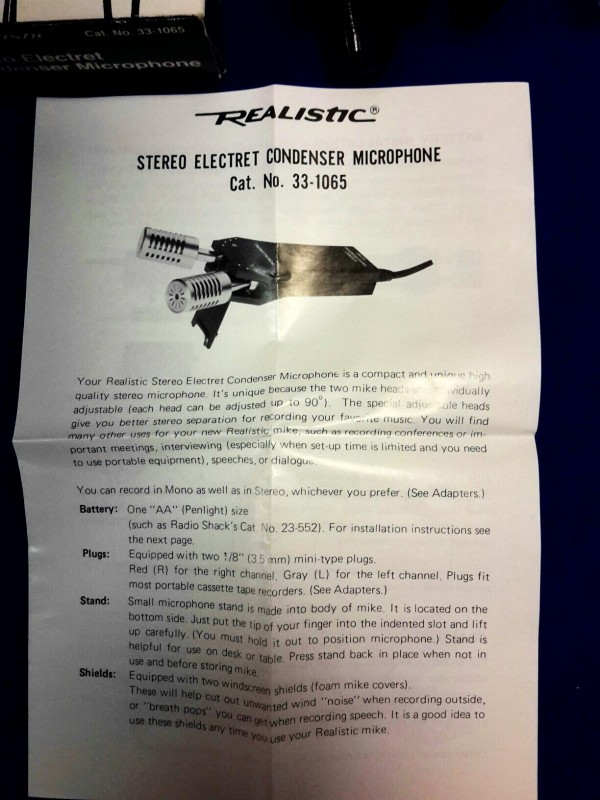 Cat. No. 33-1065
Electret
Microphone
REALISTIC®
STEREO ELECTRET CONDENSER MICROPHONE
Cat. No. 33-1065
Your Realistic Stereo Electret Condenser Microphone is a compact and unique high
quality stereo microphone. It's unique because the two mike head
adjustable (each head can be adjusted up to 90°). The special heads
give you better stereo separation for recording your favorite music. You will find
many other uses for your new Realistic mike, such as recording conferences or im-
portant meetings, interviewing (especially when set-up time is limited and you need
to use portable equipment), speeches, or dialogue.
You can record in Mono as well as in Stereo, whichever you prefer. (See Adapters.)
Battery: One "AA" (Penlight) size
(such as Radio Shack's Cat. No. 23-552). For installation instructions see
the next page.
Plugs: Equipped with two 1/8" (3.5 mm) mini-type plugs.
Red (R) for the right channel, Gray (L) for the left channel. Plugs fit
most portable cassette tape recorders. (See Adapters.)
Stand: Small microphone stand is made into body of mike. It is located on the
bottom side. Just put the tip of your finger into the indented slot and lift
up carefully. (You must hold it out to position microphone.) Stand is
helpful for use on desk or table. Press stand back in place when not in
use and before storing mike.
Shields: Equipped with two windscreen shields (foam mike covers).
These will help cut out unwanted wind "noise" when recording outside,
or "breath pops" you can get when recording speech. It is a good idea to
use these shields any time you use your Realistic mike.